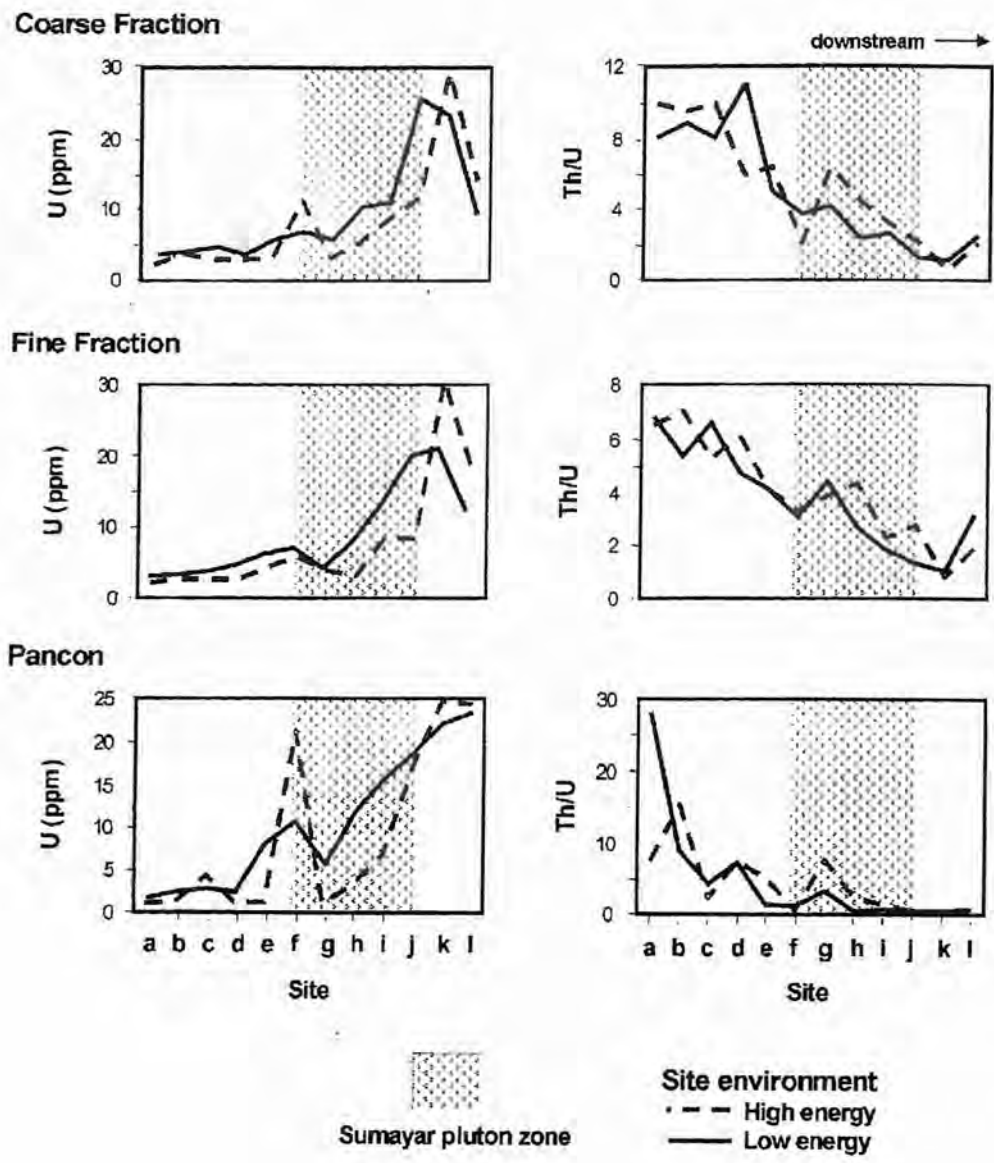 Coarse Fraction
downstream
30
20
10
0
U (ppm)
12
8
4
0
Th/U
Fine Fraction
30
20
10
0
U (ppm)
8
6
4
2
0
Th/U
Pancon
25
20
15
10
5
0
U (ppm)
a b c d e f g h i j k l
Site
30
20
10
0
Th/U
a b c d e f g h i j k l
Site
Sumayar pluton zone
Site environment
High energy
Low energy